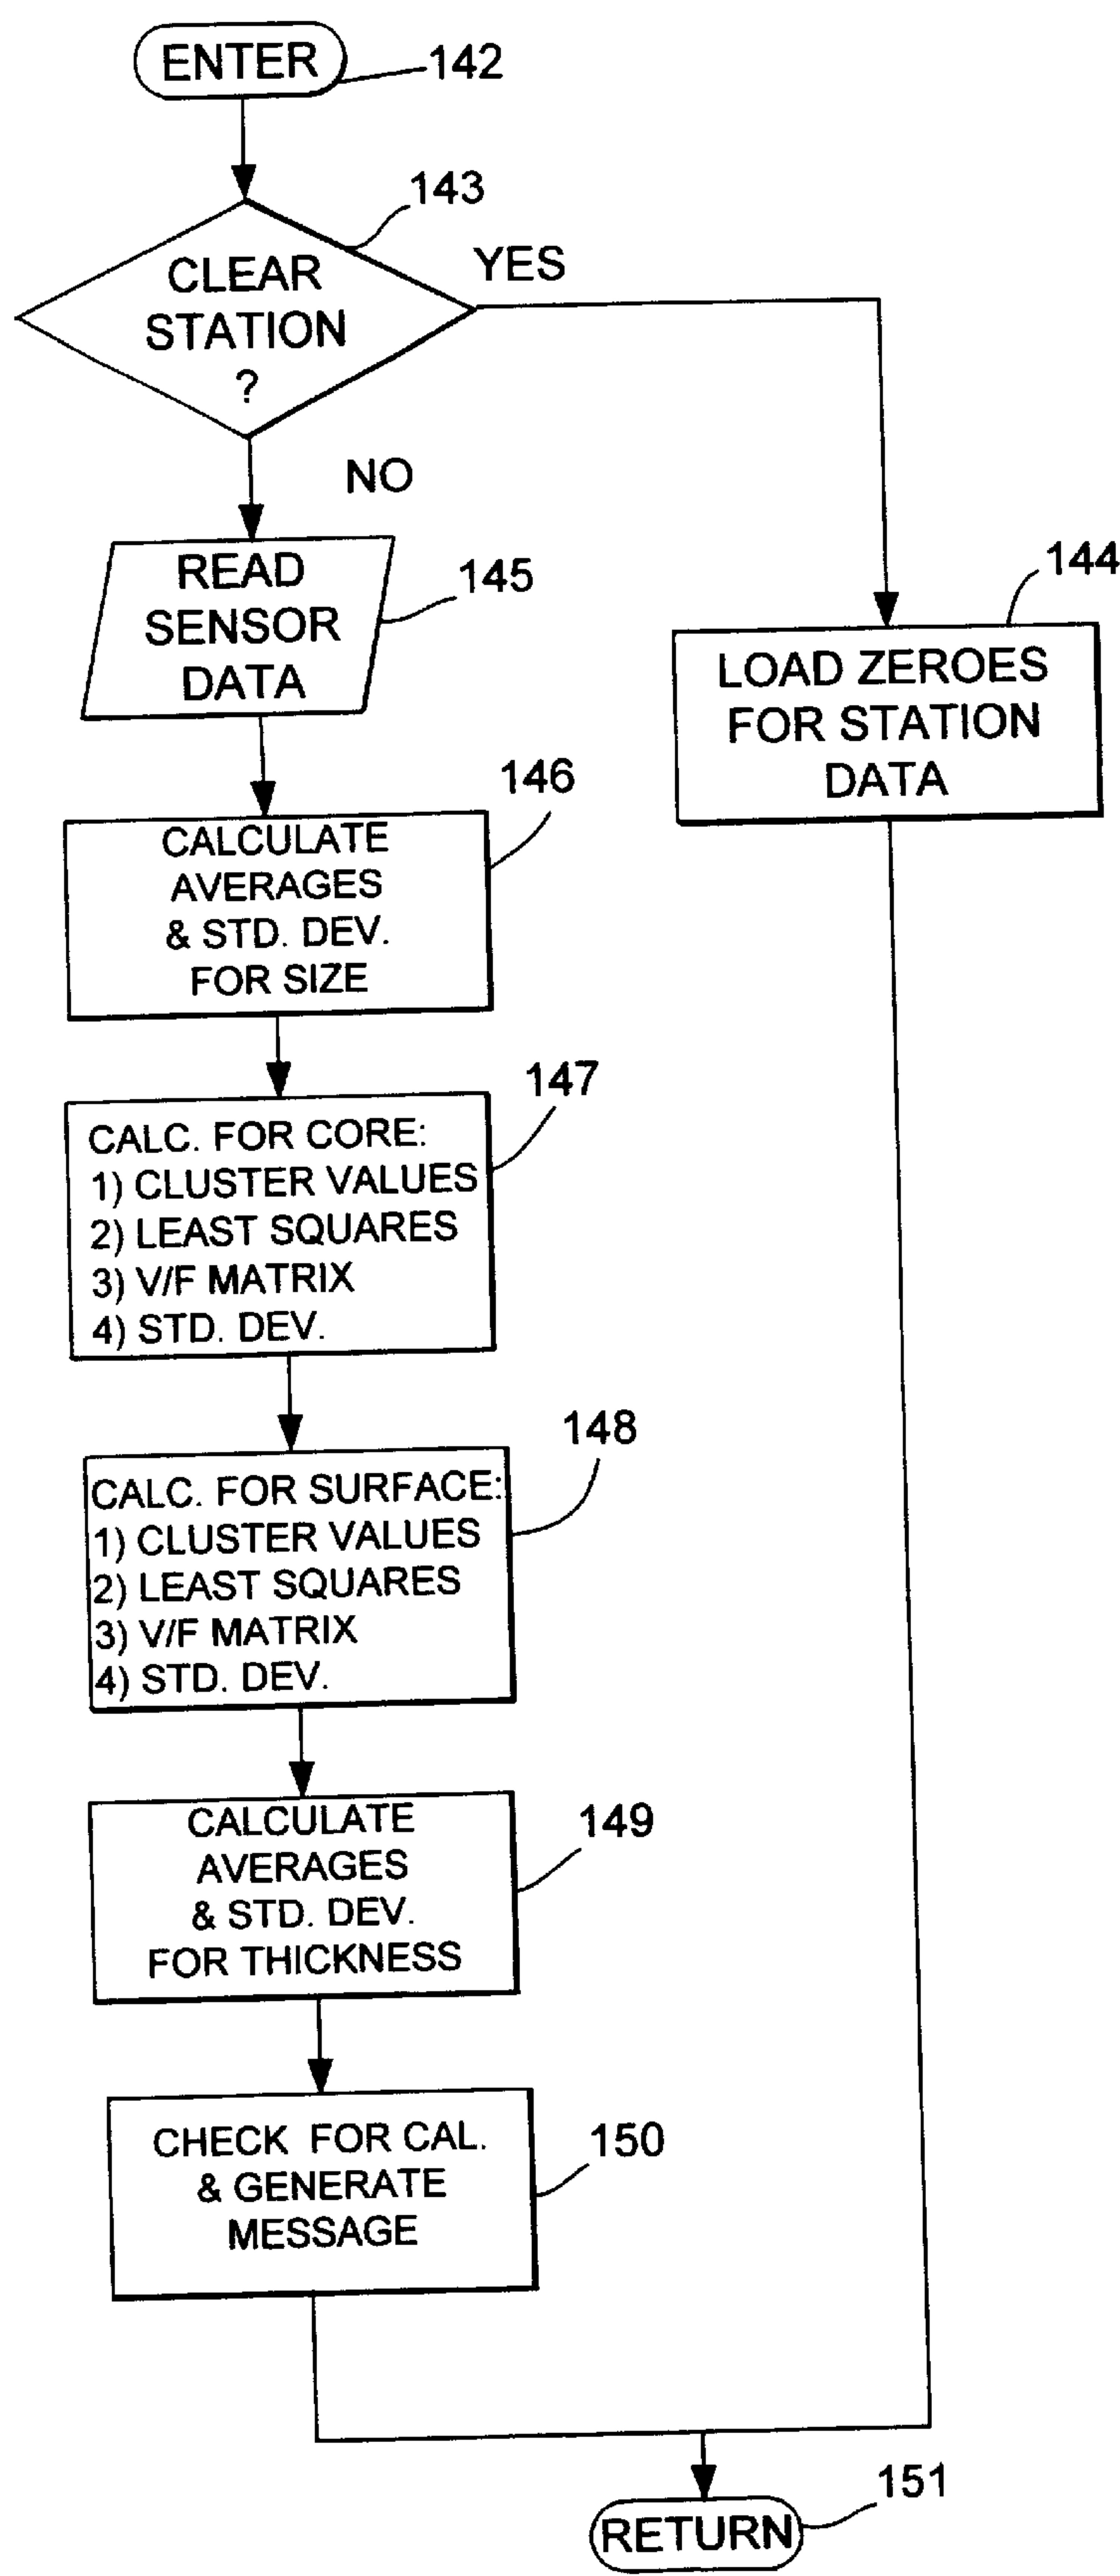 ENTER
142
143
CLEAR
STATION
?
YES
NO
READ
SENSOR
DATA
145
144
LOAD ZEROES
FOR STATION
DATA
146
CALCULATE
AVERAGES
& STD. DEV.
FOR SIZE
147
CALC. FOR CORE:
1) CLUSTER VALUES
2) LEAST SQUARES
3) V/F MATRIX
4) STD. DEV.
148
CALC. FOR SURFACE:
1) CLUSTER VALUES
2) LEAST SQUARES
3) V/F MATRIX
4) STD. DEV.
149
CALCULATE
AVERAGES
& STD. DEV.
FOR THICKNESS
150
CHECK FOR CAL.
& GENERATE
MESSAGE
151
RETURN